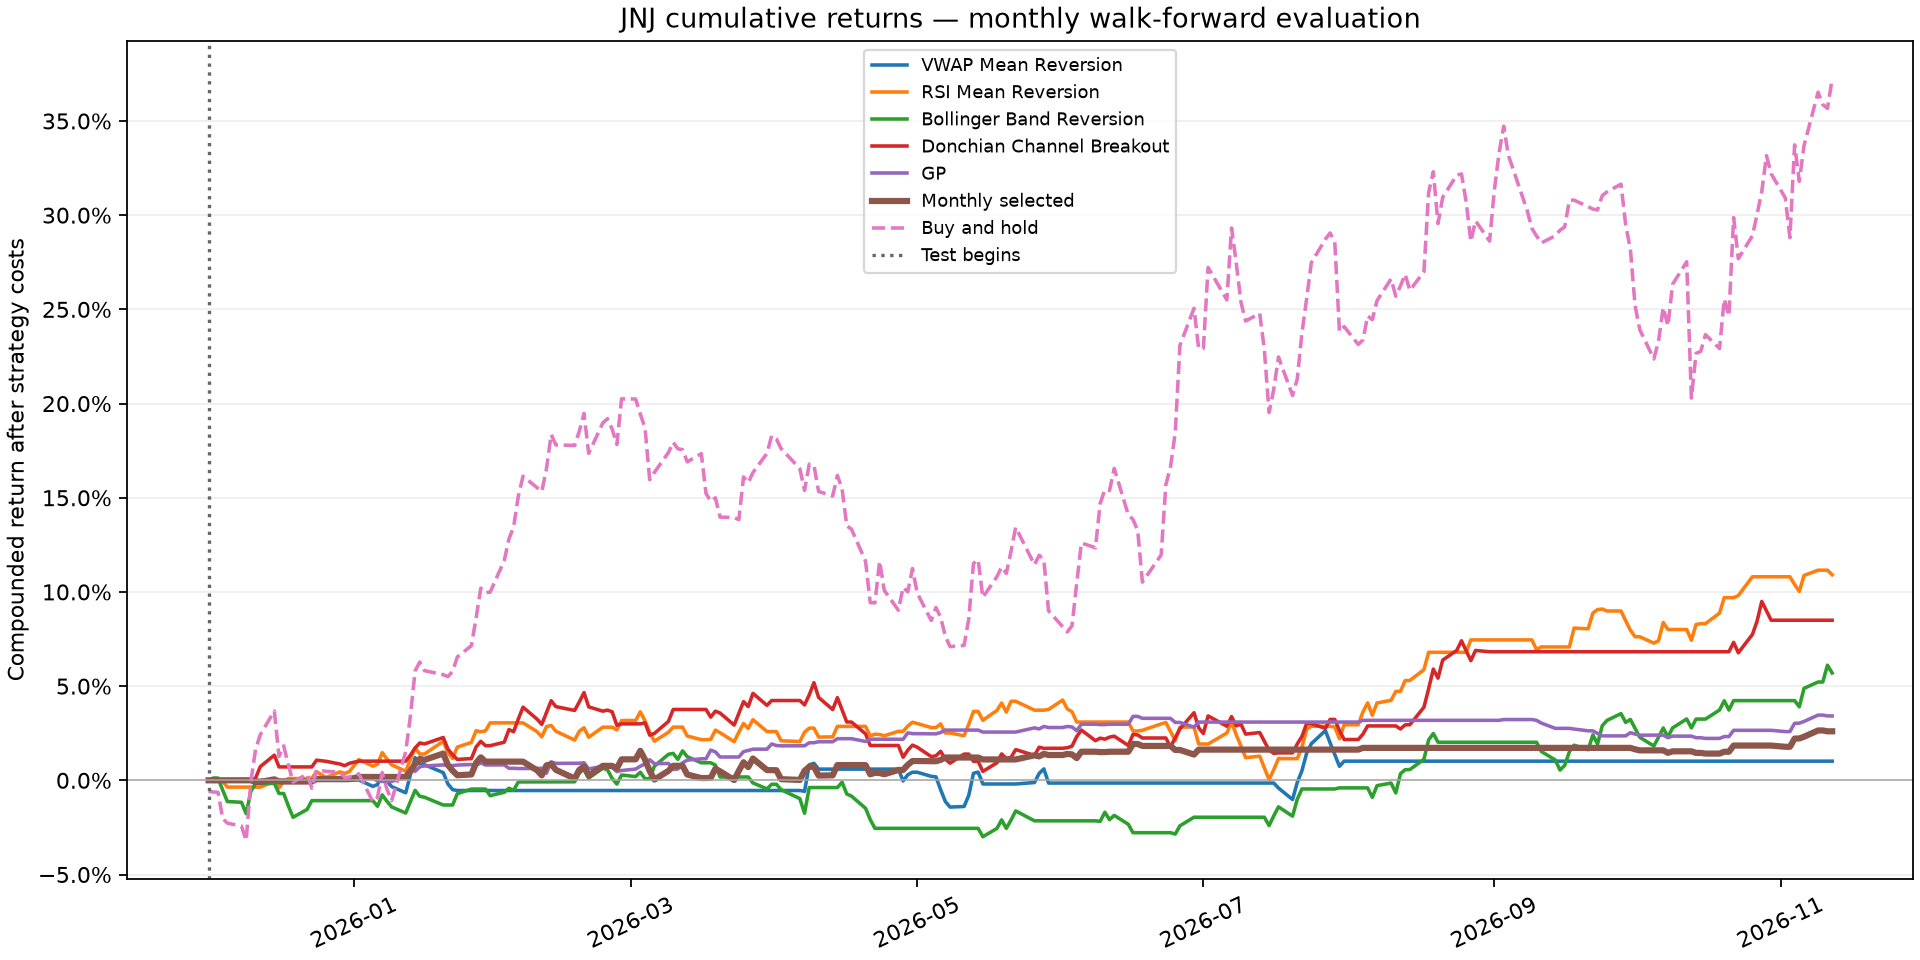 JNJ cumulative returns — monthly walk-forward evaluation
Compounded return after strategy costs
35.0%
30.0%
25.0%
20.0%
15.0%
10.0%
5.0%
0.0%
−5.0%
VWAP Mean Reversion
RSI Mean Reversion
Bollinger Band Reversion
Donchian Channel Breakout
GP
Monthly selected
Buy and hold
Test begins
2026-01
2026-03
2026-05
2026-07
2026-09
2026-11